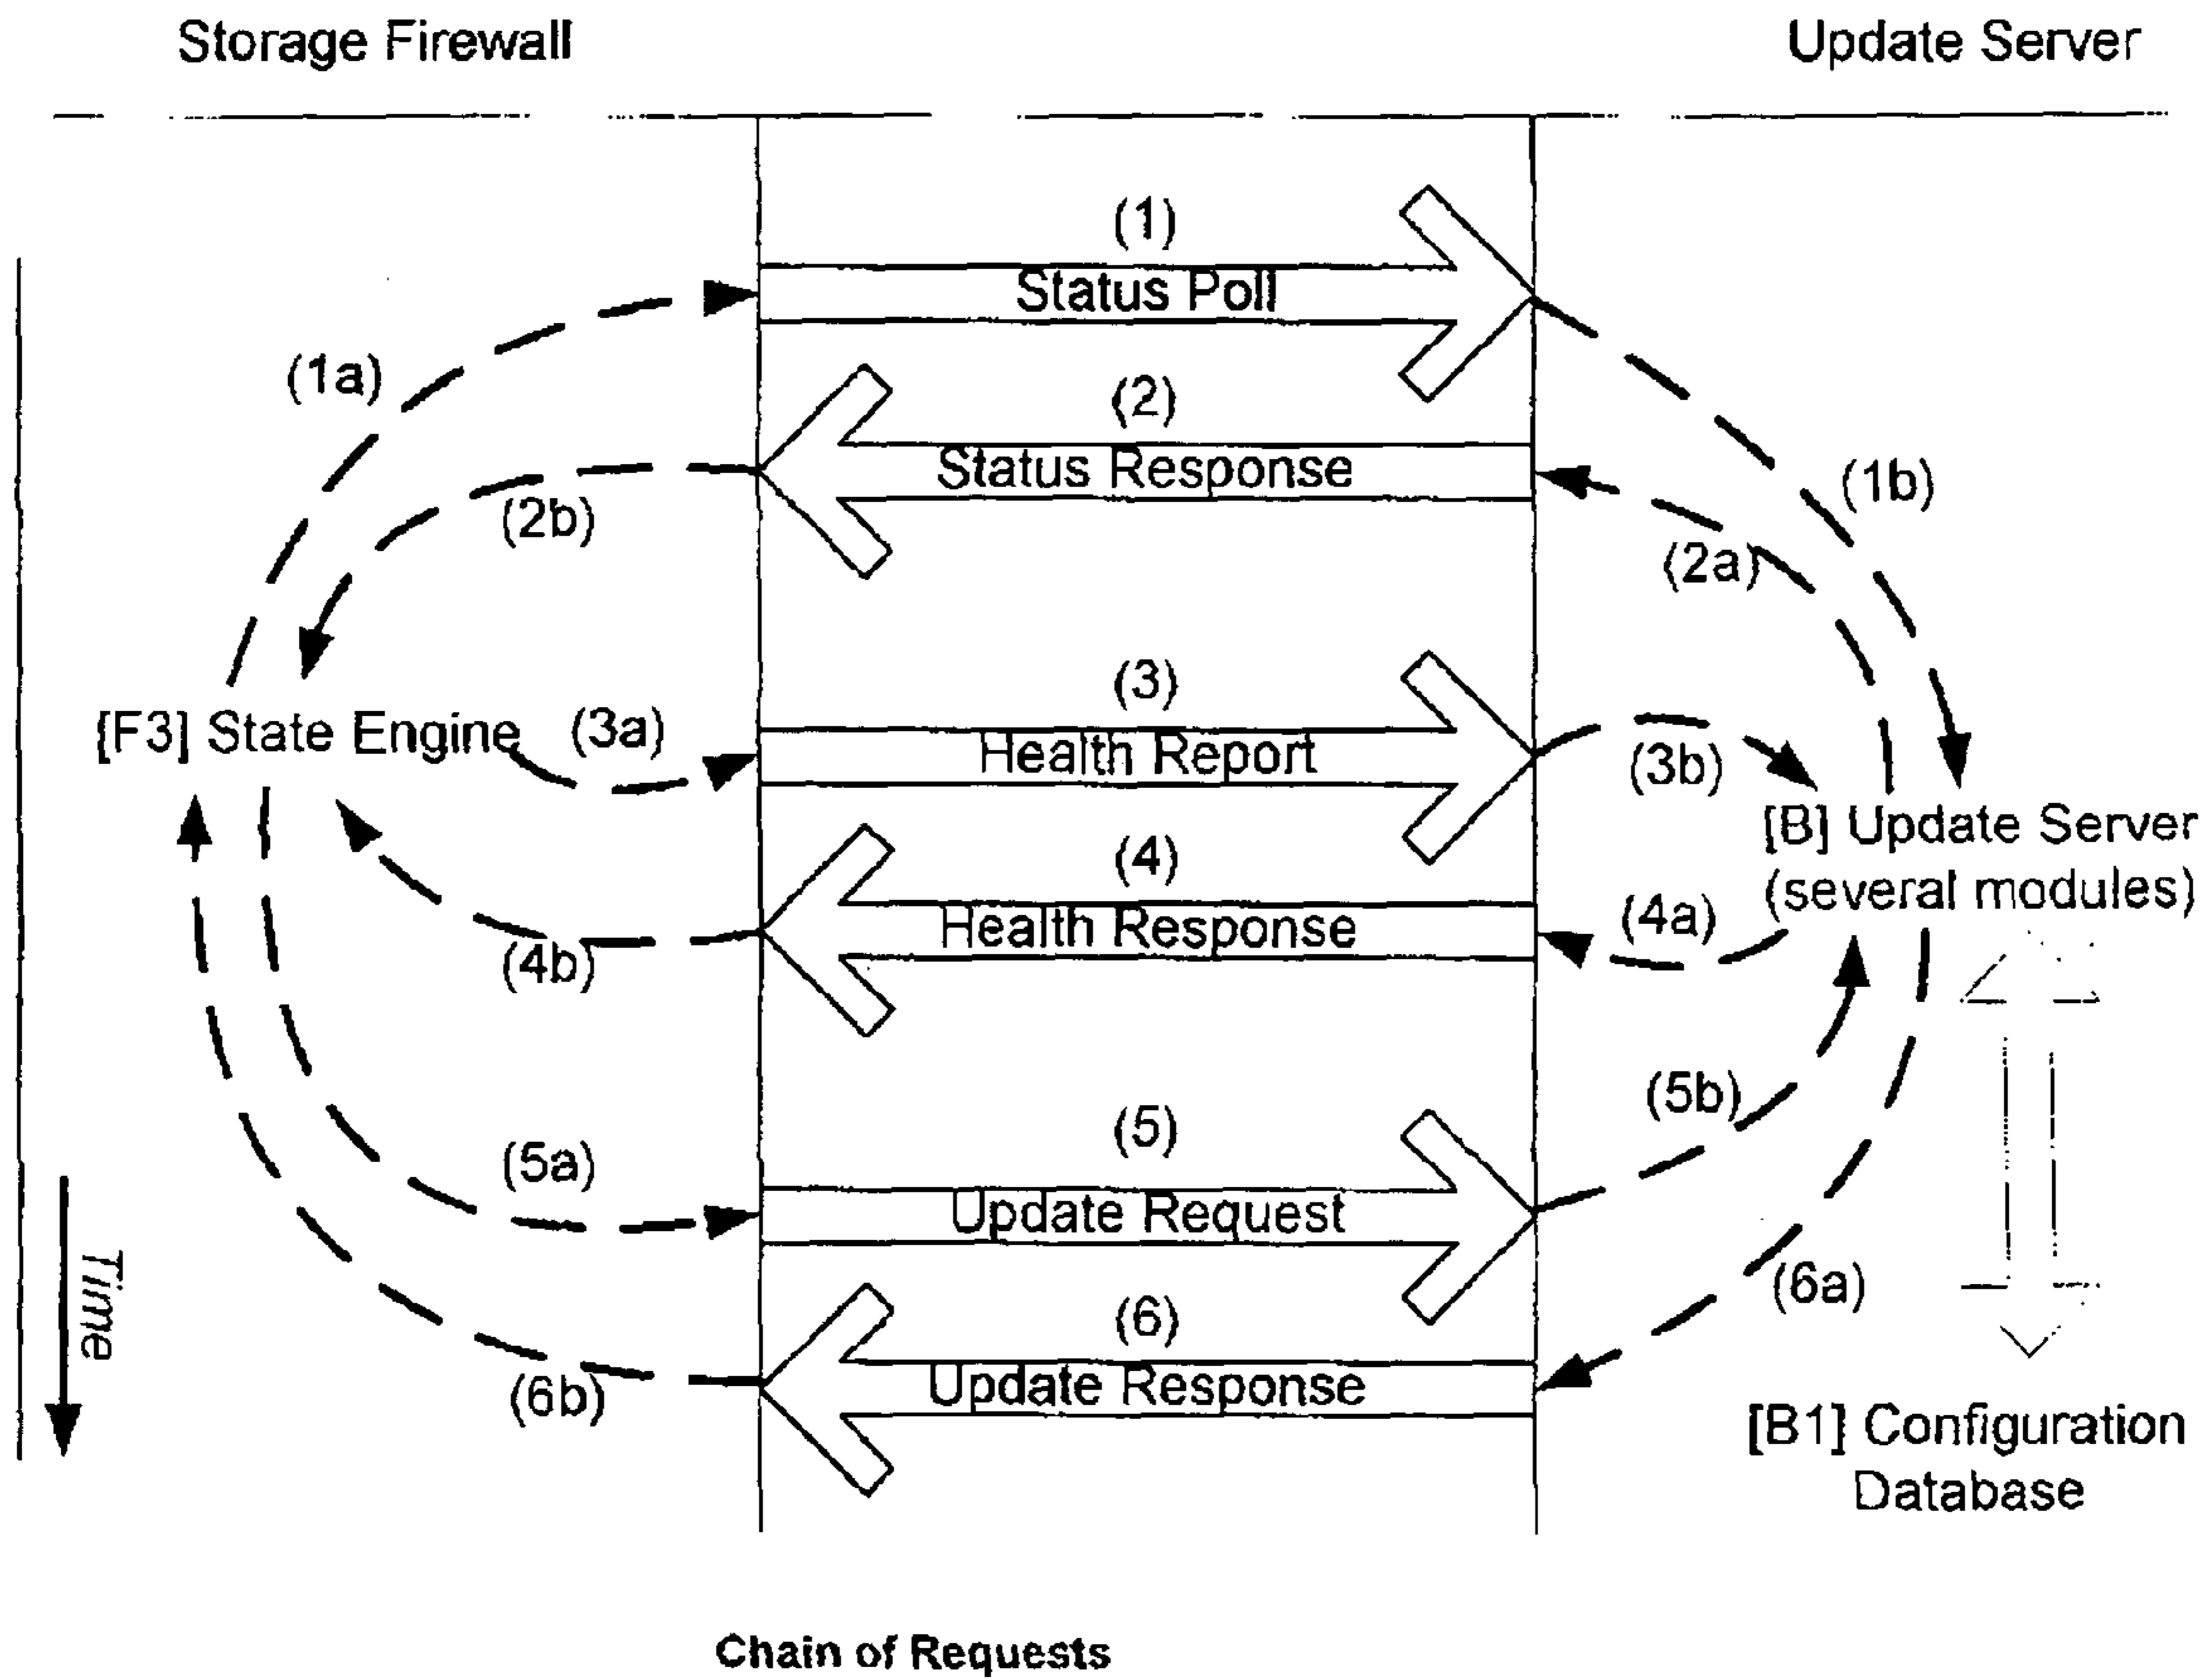 Storage Firewall
Update Server
(1)
Status Poll
(1a)
(2)
Status Response
(1b)
(2b)
(2a)
(3)
[F3] State Engine
(3a)
Health Report
(3b)
[B] Update Server
(several modules)
(4)
Health Response
(4a)
(4b)
(5)
(5b)
(5a)
Update Request
Time
(6)
(6a)
Update Response
(6b)
[B1] Configuration
Database
Chain of Requests